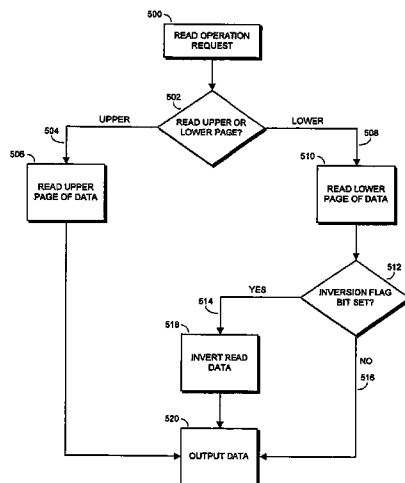 500
READ OPERATION
REQUEST
502
UPPER
READ UPPER OR
LOWER PAGE?
LOWER
504
508
506
READ UPPER
PAGE OF DATA
510
READ LOWER
PAGE OF DATA
512
INVERSION FLAG
BIT SET?
YES
514
518
INVERT READ
DATA
NO
516
520
OUTPUT DATA